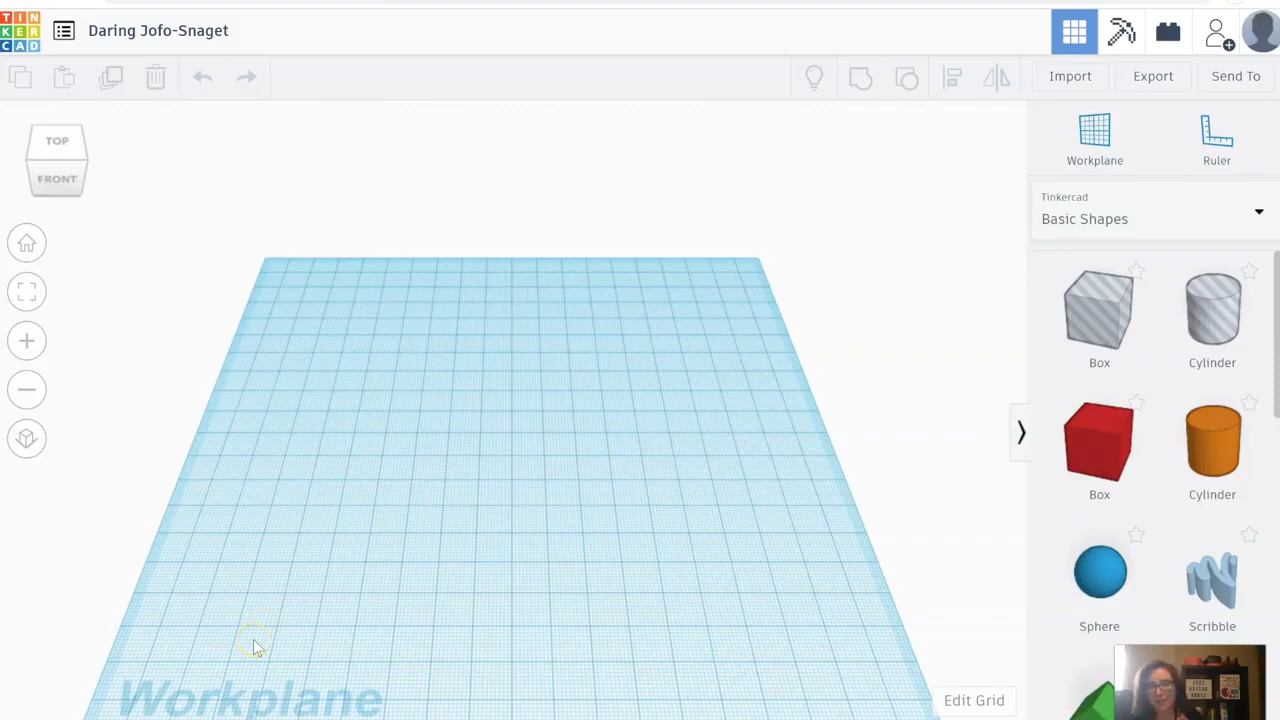 TIN
KER
CAD
Daring Jofo-Snaget
Import
Export
Send To
TOP
FRONT
Workplane
Ruler
Tinkercad
Basic Shapes
Box
Cylinder
Box
Cylinder
Sphere
Scribble
Workplane
Edit Grid